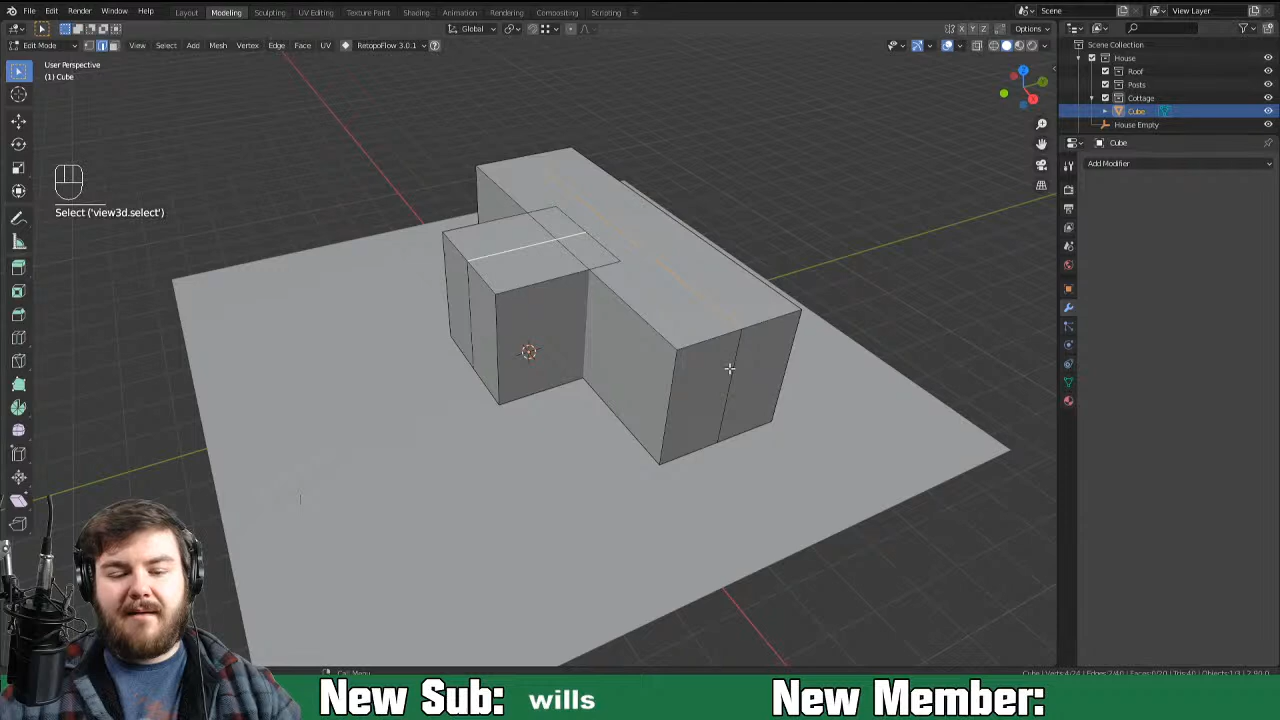 File Edit Render Window Help Layout Modeling Sculpting UV Editing Texture Paint Shading Animation Rendering Compositing Scripting + Scene View Layer
Global Options
Edit Mode View Select Add Mesh Vertex Edge Face UV RetopoFlow 3.0.1
User Perspective
(1) Cube
Select ('view3d.select')
Scene Collection
House
Roof
Posts
Cottage
Cube
House Empty
Cube
Add Modifier
Call Menu
New Sub: wills
New Member: